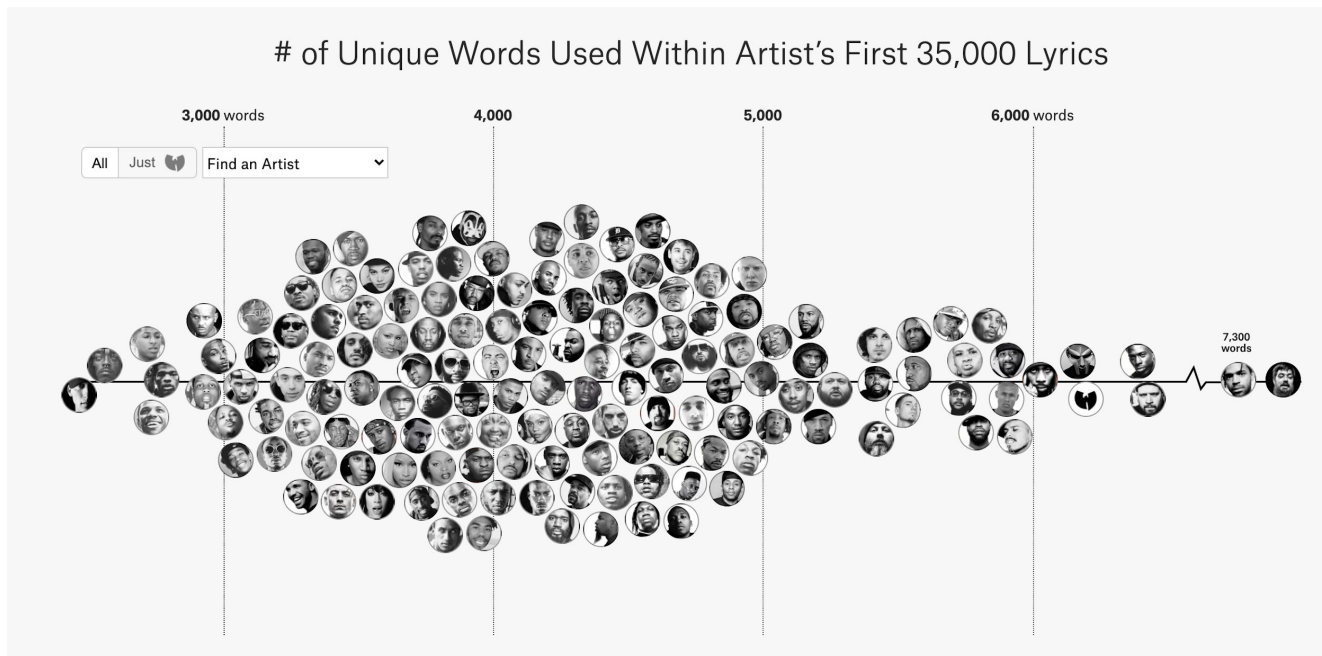 # of Unique Words Used Within Artist’s First 35,000 Lyrics
3,000 words
4,000
5,000
6,000 words
All
Just
Find an Artist
7,300
words